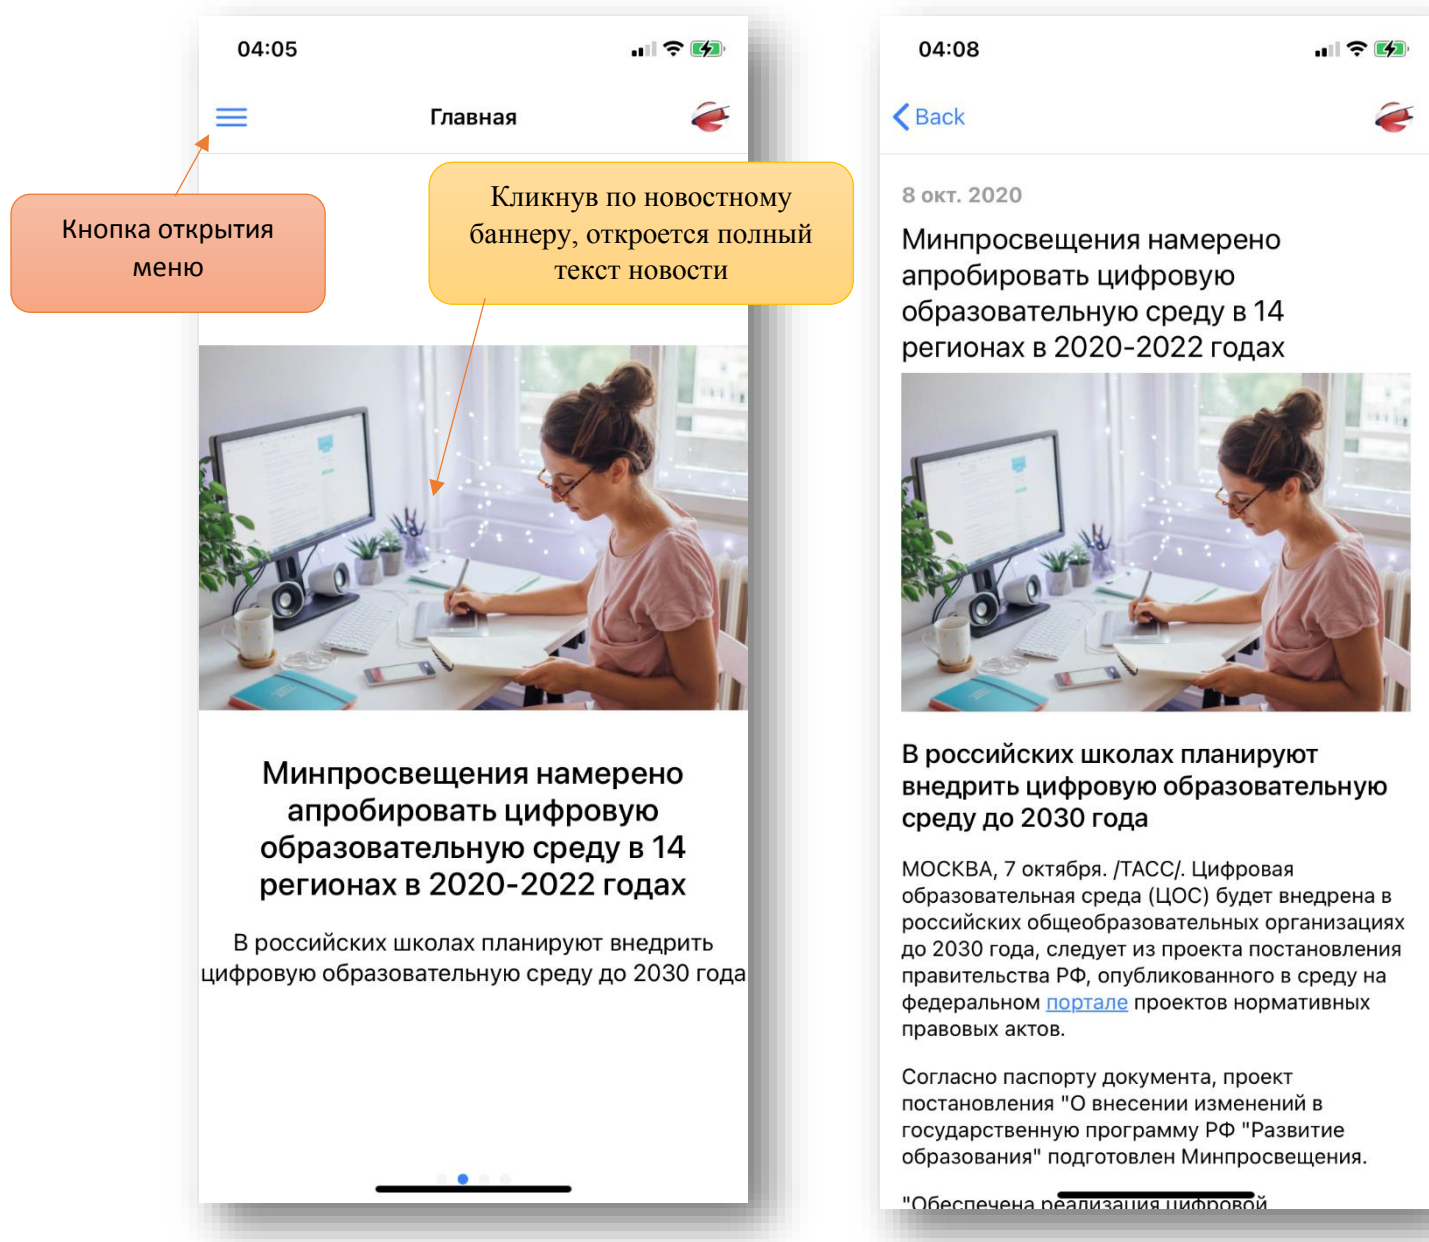 04:05
Главная
Кнопка открытия
меню
Кликнув по новостному
баннеру, откроется полный
текст новости
Минпросвещения намерено
апробировать цифровую
образовательную среду в 14
регионах в 2020-2022 годах
В российских школах планируют внедрить
цифровую образовательную среду до 2030 года
04:08
Back
8 окт. 2020
Минпросвещения намерено
апробировать цифровую
образовательную среду в 14
регионах в 2020-2022 годах
В российских школах планируют
внедрить цифровую образовательную
среду до 2030 года
МОСКВА, 7 октября. /ТАСС/. Цифровая
образовательная среда (ЦОС) будет внедрена в
российских общеобразовательных организациях
до 2030 года, следует из проекта постановления
правительства РФ, опубликованного в среду на
федеральном портале проектов нормативных
правовых актов.
Согласно паспорту документа, проект
постановления "О внесении изменений в
государственную программу РФ "Развитие
образования" подготовлен Минпросвещения.
"Обеспечена реализация цифровой